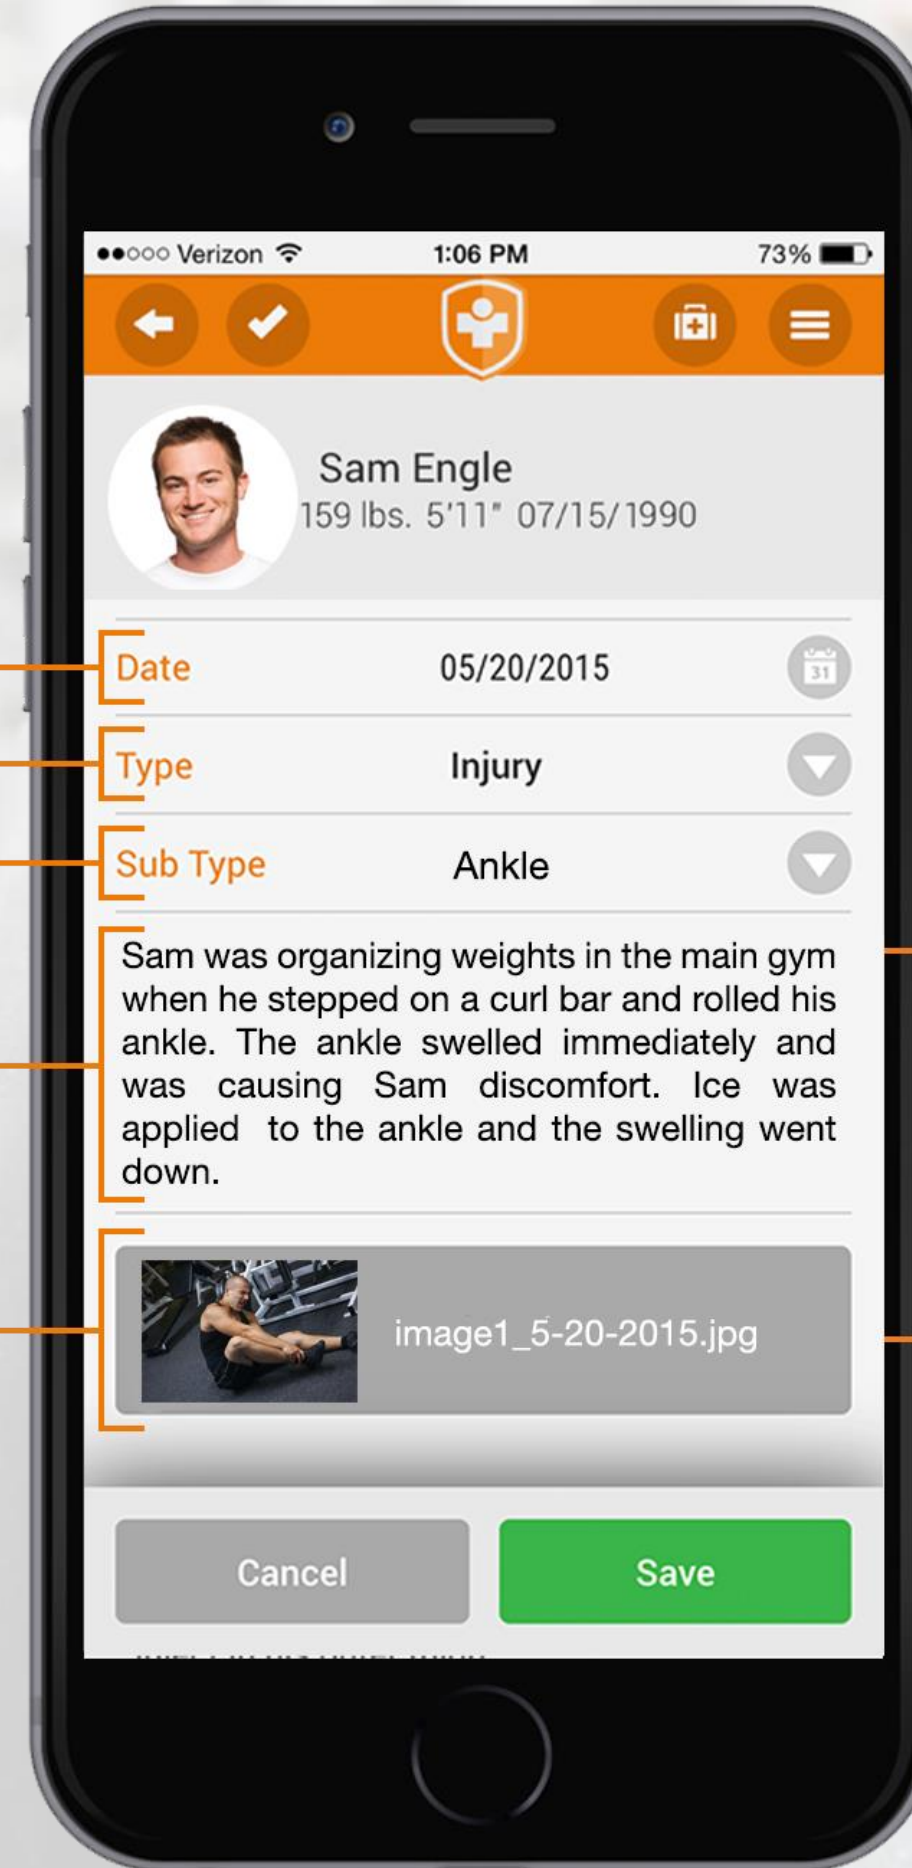 Verizon 1:06 PM 73%
Sam Engle
159 lbs. 5'11" 07/15/1990
Date 05/20/2015 31
Type Injury
Sub Type Ankle
Sam was organizing weights in the main gym
when he stepped on a curl bar and rolled his
ankle. The ankle swelled immediately and
was causing Sam discomfort. Ice was
applied to the ankle and the swelling went
down.
image1_5-20-2015.jpg
Cancel Save